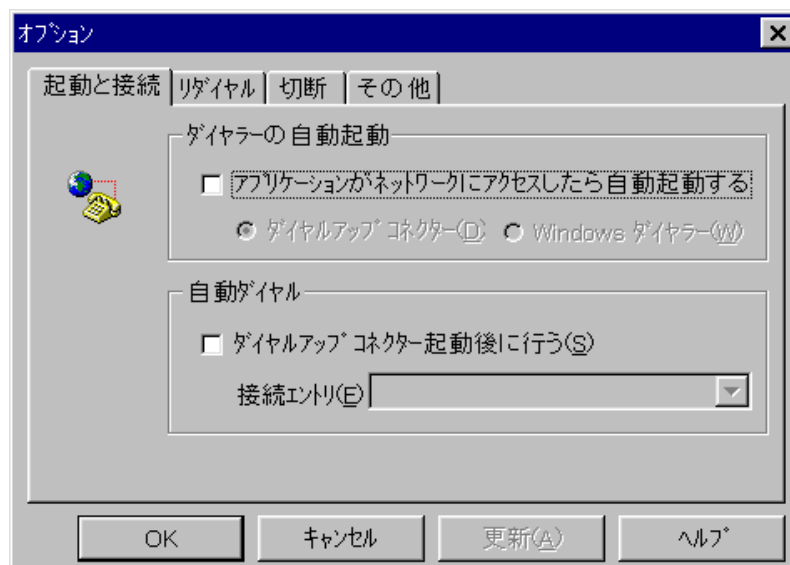 オプション
起動と接続 リダイヤル 切断 その他
ダイヤラーの自動起動
アプリケーションがネットワークにアクセスしたら自動起動する
ダイヤルアップ コネクター(D) Windows ダイヤラー(W)
自動ダイヤル
ダイヤルアップ コネクター起動後に行う(S)
接続エントリ(E)
OK キャンセル 更新(A) ヘルプ